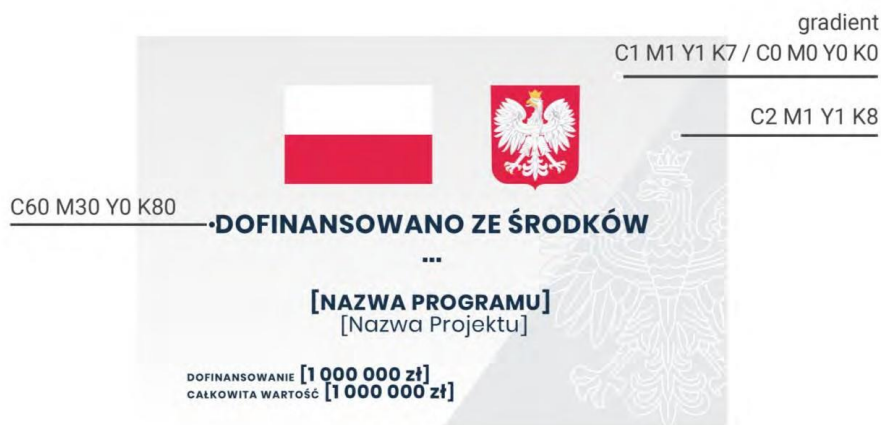 gradient
C1 M1 Y1 K7 / C0 M0 Y0 K0
C2 M1 Y1 K8
C60 M30 Y0 K80
DOFINANSOWANO ZE ŚRODKÓW
...
[NAZWA PROGRAMU]
[Nazwa Projektu]
DOFINANSOWANIE [1 000 000 zł]
CAŁKOWITA WARTOŚĆ [1 000 000 zł]